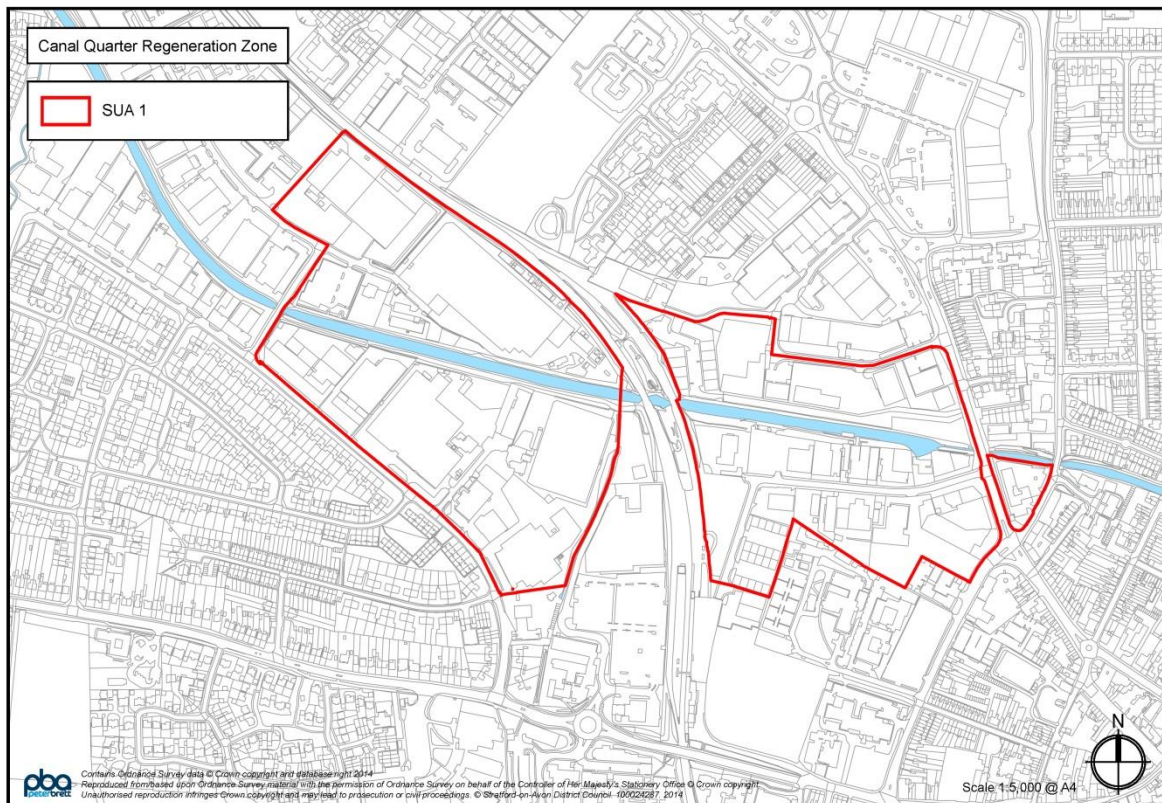 Canal Quarter Regeneration Zone
SUA 1
N
Scale 1:5,000 @ A4
pba
peterbrett
Contains Ordnance Survey data © Crown copyright and database right 2014
Reproduced from/based upon Ordnance Survey material with the permission of Ordnance Survey on behalf of the Controller of Her Majesty's Stationery Office © Crown copyright.
Unauthorised reproduction infringes Crown copyright and may lead to prosecution or civil proceedings. © Stratford-on-Avon District Council. 100024287, 2014